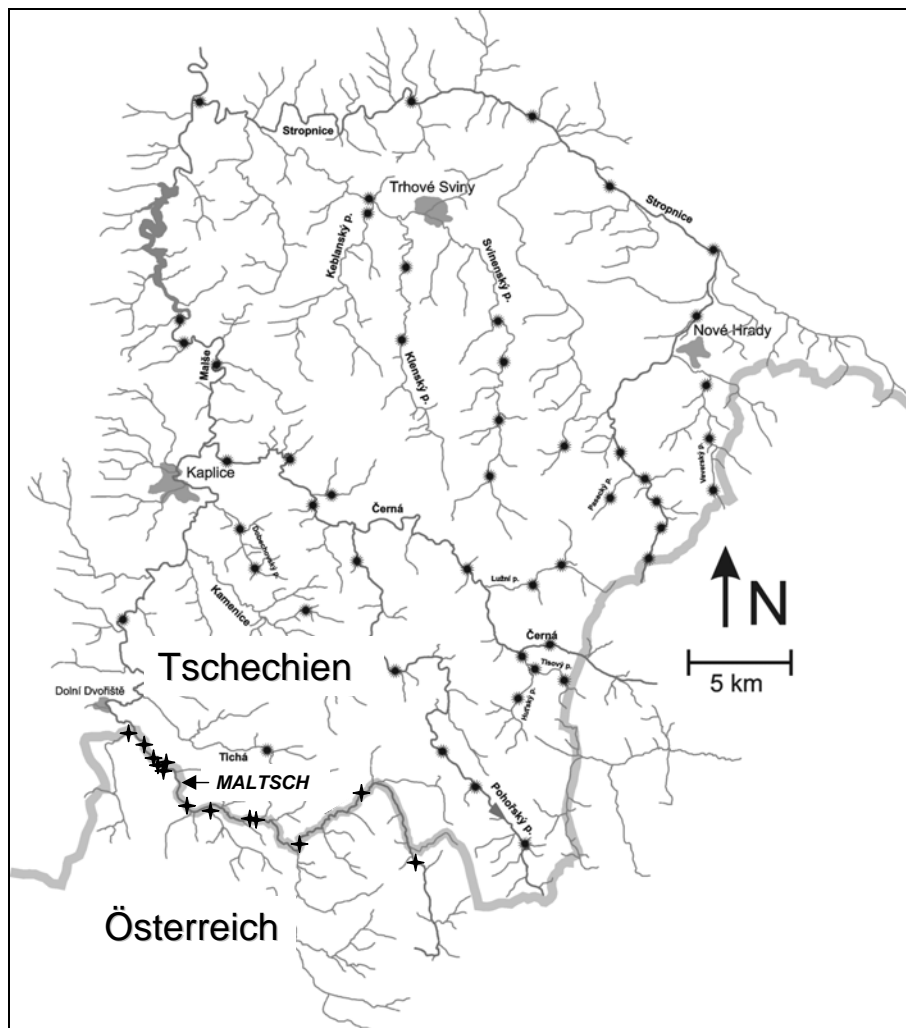 Stropnice
Trhové Sviny
Stropnice
Keblanský p.
Svinenský p.
Nové Hrady
Klenský p.
Malše
Kaplice
Pasecký p.
Černá
Lužní p.
Kamenice
Černá
N
Tisový p.
Tschechien
5 km
Huťský p.
Dolní Dvořiště
Tichá
MALTSCH
Pohořský p.
Österreich